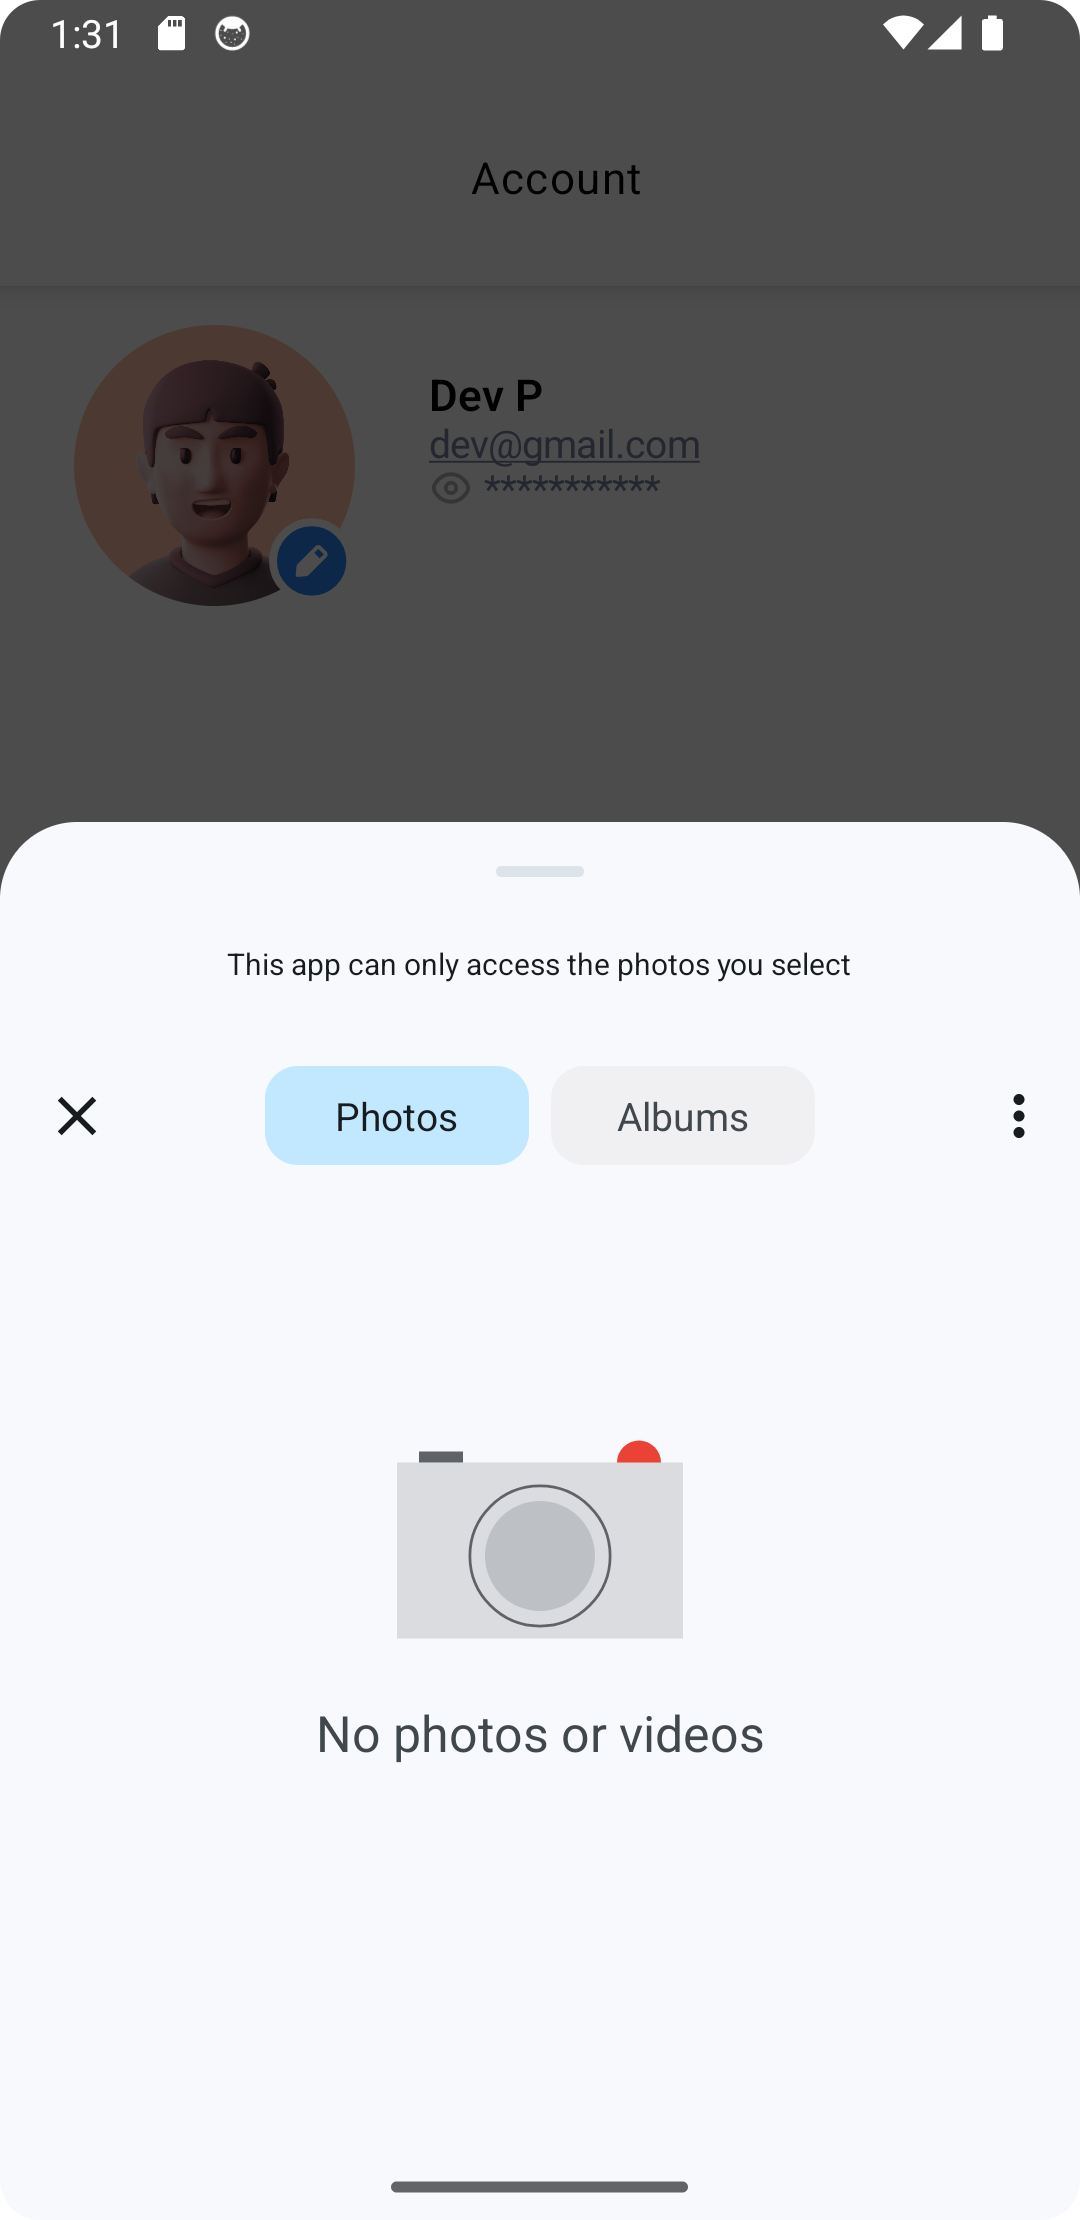 1:31
Account
Dev P
dev@gmail.com
***********
This app can only access the photos you select
Photos
Albums
No photos or videos